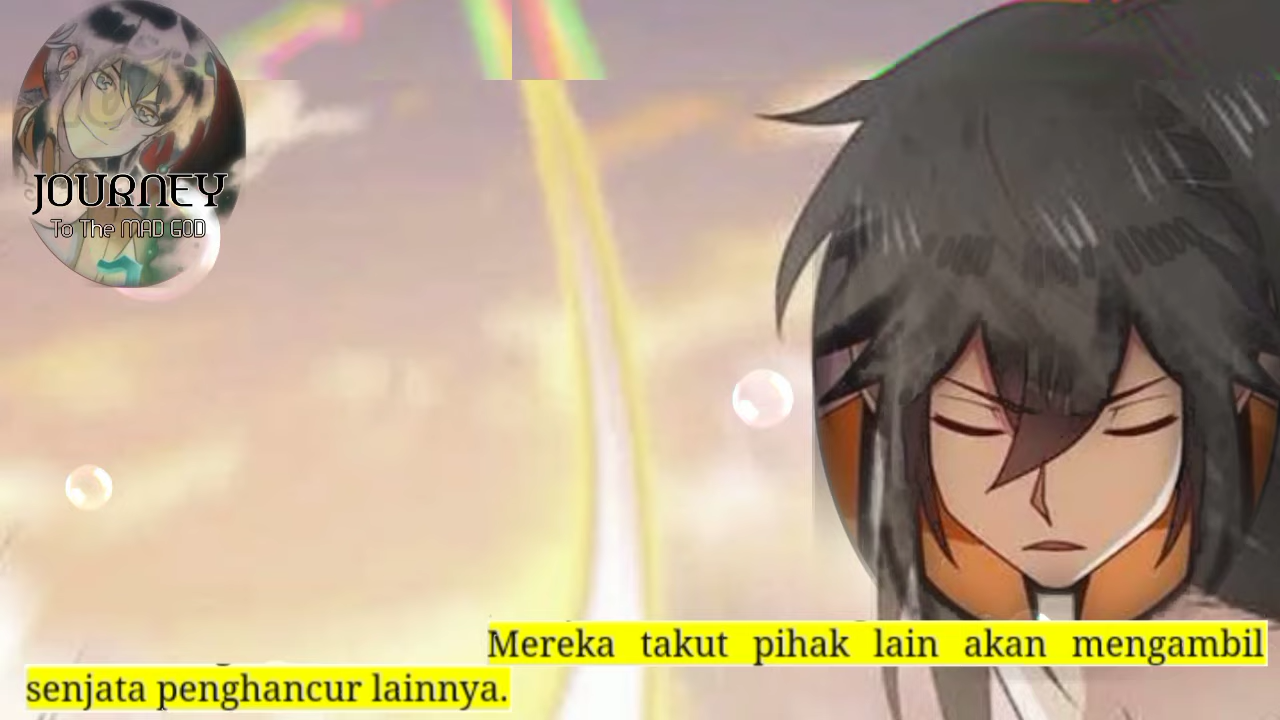 JOURNEY
To The MAD GOD
Mereka takut pihak lain akan mengambil
senjata penghancur lainnya.